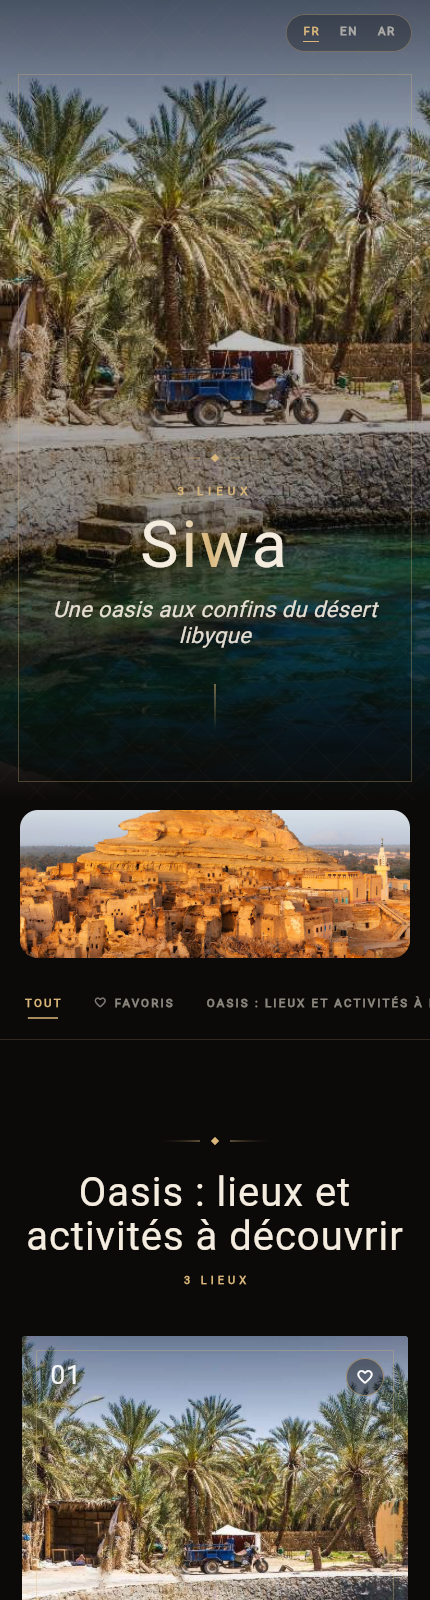 FR EN AR
3 LIEUX
Siwa
Une oasis aux confins du désert
libyque
TOUT FAVORIS OASIS : LIEUX ET ACTIVITÉS À
Oasis : lieux et
activités à découvrir
3 LIEUX
01